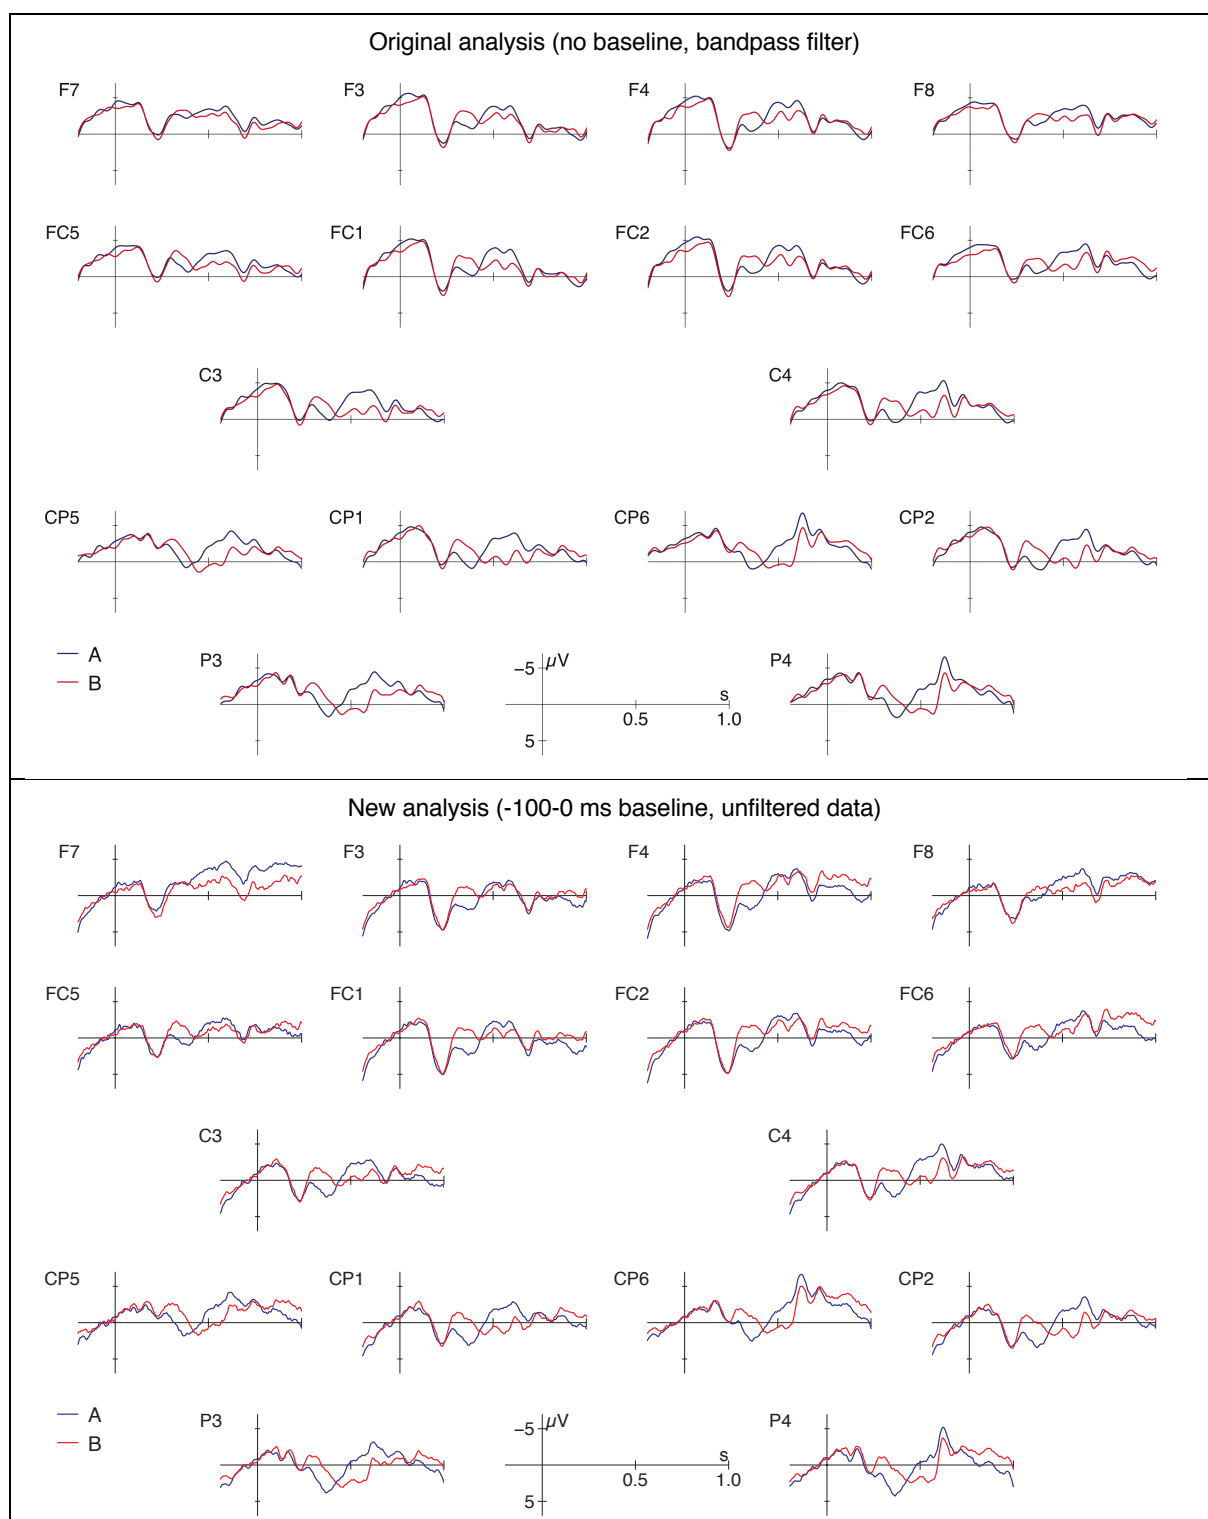 Original analysis (no baseline, bandpass filter)
F7 F3 F4 F8
FC5 FC1 FC2 FC6
C3 C4
CP5 CP1 CP6 CP2
A
B
P3 P4
−5 µV
s
0.5 1.0
5
New analysis (-100-0 ms baseline, unfiltered data)
F7 F3 F4 F8
FC5 FC1 FC2 FC6
C3 C4
CP5 CP1 CP6 CP2
A
B
P3 P4
-5 µV
s
0.5 1.0
5